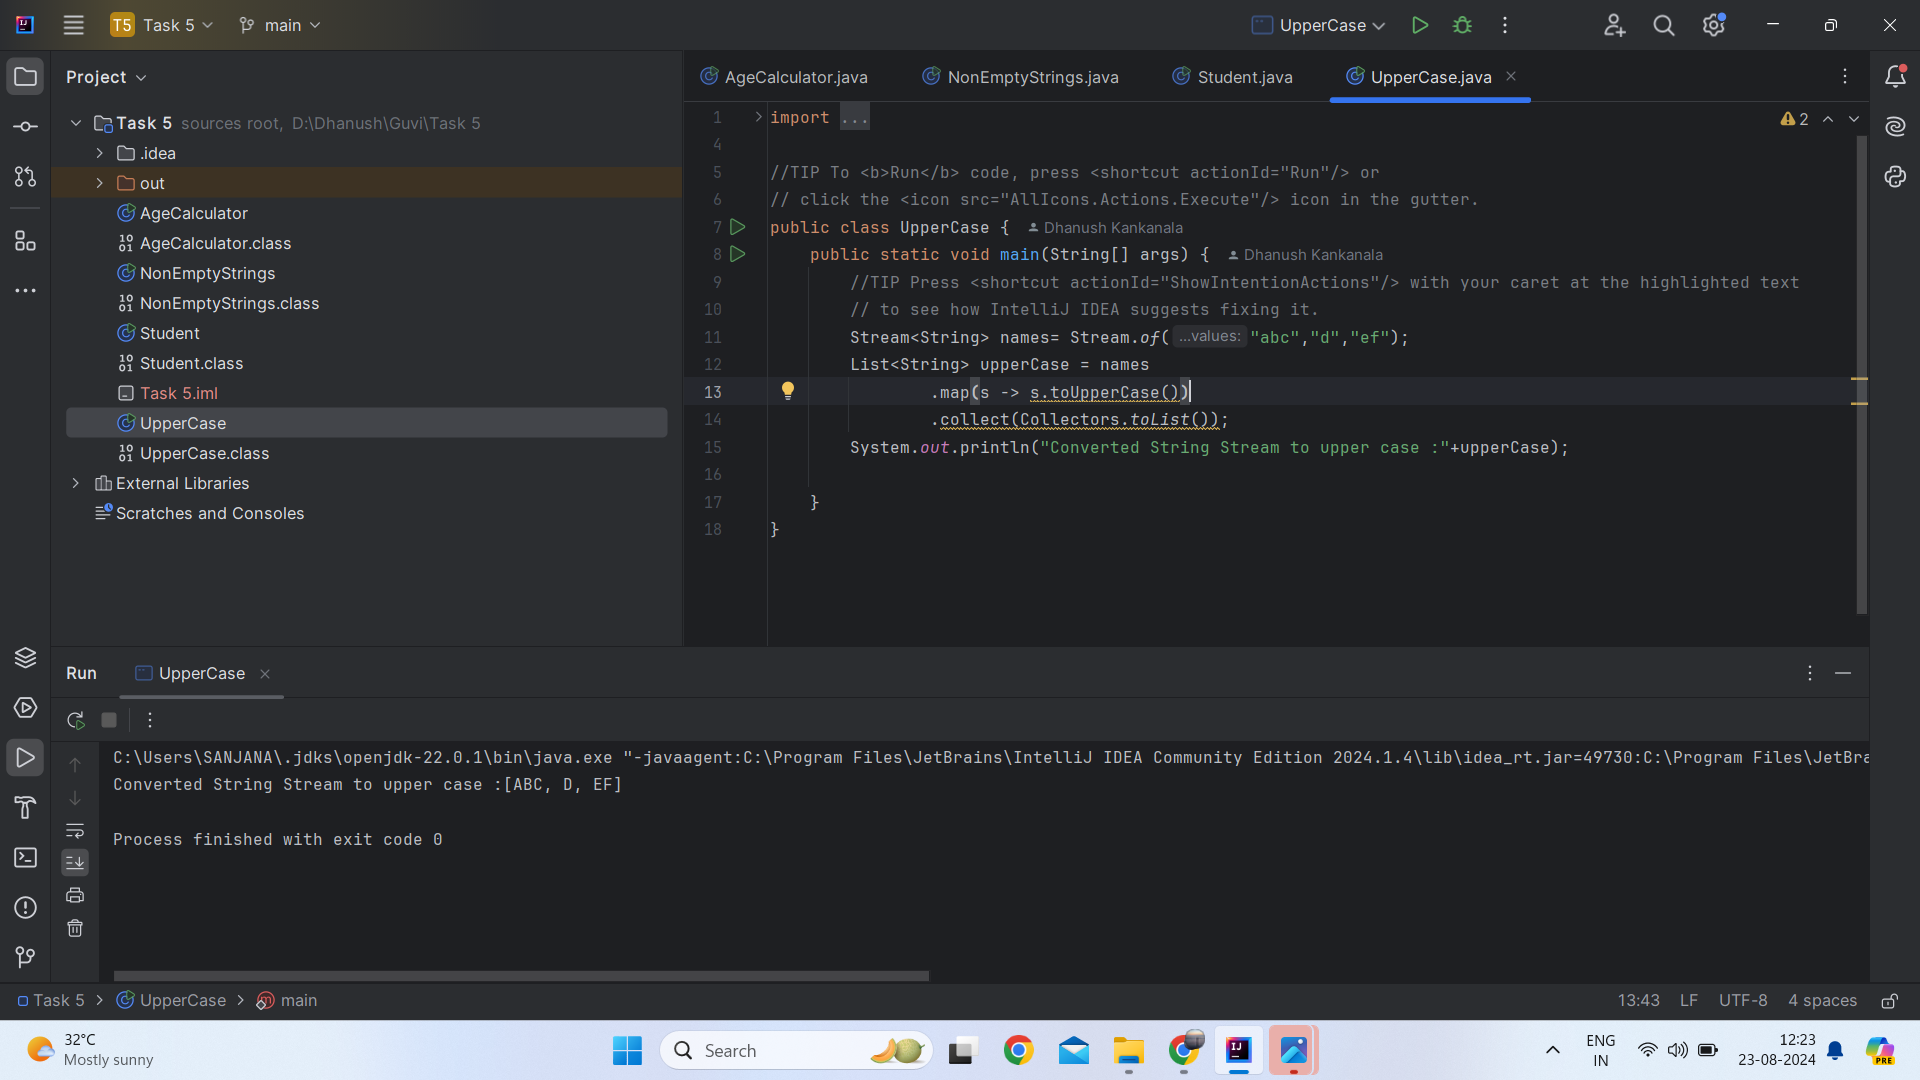 T5 Task 5 main UpperCase
Project
Task 5 sources root, D:\Dhanush\Guvi\Task 5
.idea
out
AgeCalculator
AgeCalculator.class
NonEmptyStrings
NonEmptyStrings.class
Student
Student.class
Task 5.iml
UpperCase
UpperCase.class
External Libraries
Scratches and Consoles
AgeCalculator.java NonEmptyStrings.java Student.java UpperCase.java
1 import ...
2
4
5 //TIP To <b>Run</b> code, press <shortcut actionId="Run"/> or
6 // click the <icon src="AllIcons.Actions.Execute"/> icon in the gutter.
7 public class UpperCase { Dhanush Kankanala
8 public static void main(String[] args) { Dhanush Kankanala
9 //TIP Press <shortcut actionId="ShowIntentionActions"/> with your caret at the highlighted text
10 // to see how IntelliJ IDEA suggests fixing it.
11 Stream<String> names= Stream.of( ...values: "abc","d","ef");
12 List<String> upperCase = names
13 .map(s -> s.toUpperCase())
14 .collect(Collectors.toList());
15 System.out.println("Converted String Stream to upper case :"+upperCase);
16
17 }
18 }
Run UpperCase
C:\Users\SANJANA\.jdks\openjdk-22.0.1\bin\java.exe "-javaagent:C:\Program Files\JetBrains\IntelliJ IDEA Community Edition 2024.1.4\lib\idea_rt.jar=49730:C:\Program Files\JetBra
Converted String Stream to upper case :[ABC, D, EF]
Process finished with exit code 0
Task 5 > UpperCase > main 13:43 LF UTF-8 4 spaces
32°C
Mostly sunny
Search
ENG
IN
12:23
23-08-2024
PRE